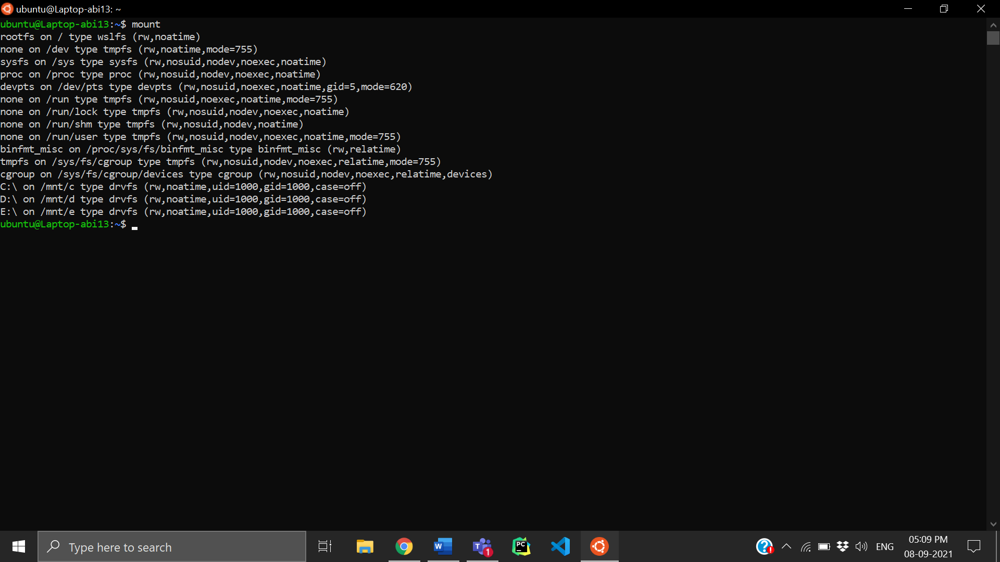 ubuntu@Laptop-abi13: ~
ubuntu@Laptop-abi13:~$ mount
rootfs on / type wslfs (rw,noatime)
none on /dev type tmpfs (rw,noatime,mode=755)
sysfs on /sys type sysfs (rw,nosuid,nodev,noexec,noatime)
proc on /proc type proc (rw,nosuid,nodev,noexec,noatime)
devpts on /dev/pts type devpts (rw,nosuid,noexec,noatime,gid=5,mode=620)
none on /run type tmpfs (rw,nosuid,noexec,noatime,mode=755)
none on /run/lock type tmpfs (rw,nosuid,nodev,noexec,noatime)
none on /run/shm type tmpfs (rw,nosuid,nodev,noatime)
none on /run/user type tmpfs (rw,nosuid,nodev,noexec,noatime,mode=755)
binfmt_misc on /proc/sys/fs/binfmt_misc type binfmt_misc (rw,relatime)
tmpfs on /sys/fs/cgroup type tmpfs (rw,nosuid,nodev,noexec,relatime,mode=755)
cgroup on /sys/fs/cgroup/devices type cgroup (rw,nosuid,nodev,noexec,relatime,devices)
C:\ on /mnt/c type drvfs (rw,noatime,uid=1000,gid=1000,case=off)
D:\ on /mnt/d type drvfs (rw,noatime,uid=1000,gid=1000,case=off)
E:\ on /mnt/e type drvfs (rw,noatime,uid=1000,gid=1000,case=off)
ubuntu@Laptop-abi13:~$
Type here to search
W
T
1
PC
ENG
05:09 PM
08-09-2021